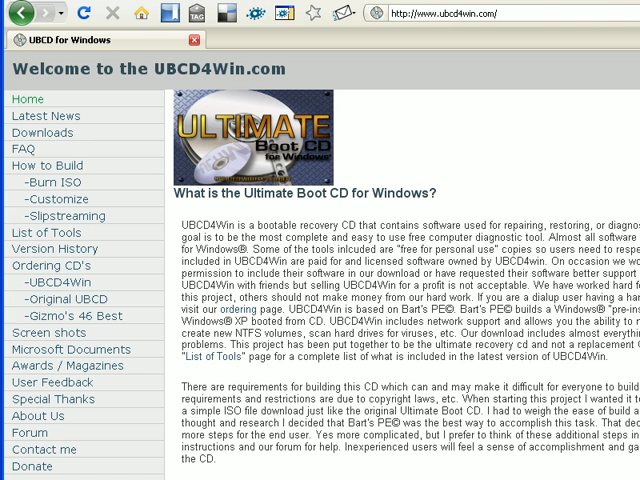 TAG
http://www.ubcd4win.com/
UBCD for Windows
Welcome to the UBCD4Win.com
Home
Latest News
Downloads
FAQ
How to Build
-Burn ISO
-Customize
-Slipstreaming
List of Tools
Version History
Ordering CD's
-UBCD4Win
-Original UBCD
-Gizmo's 46 Best
Screen shots
Microsoft Documents
Awards / Magazines
User Feedback
Special Thanks
About Us
Forum
Contact me
Donate
ULTIMATE
Boot CD
for Windows
What is the Ultimate Boot CD for Windows?
UBCD4Win is a bootable recovery CD that contains software used for repairing, restoring, or diagnos
goal is to be the most complete and easy to use free computer diagnostic tool. Almost all software
for Windows®. Some of the tools inlcuded are "free for personal use" copies so users need to respe
included in UBCD4Win are paid for and licensed software owned by UBCD4win. On occasion we wo
permission to include their software in our download or have requested their software better support
UBCD4Win with friends but selling UBCD4Win for a profit is not acceptable. We have worked hard fo
this project, others should not make money from our hard work. If you are a dialup user having a har
visit our ordering page. UBCD4Win is based on Bart's PE©. Bart's PE© builds a Windows® "pre-ins
Windows® XP booted from CD. UBCD4Win includes network support and allows you the ability to m
create new NTFS volumes, scan hard drives for viruses, etc. Our download includes almost everythin
problems. This project has been put together to be the ultimate recovery cd and not a replacement O
"List of Tools" page for a complete list of what is included in the latest version of UBCD4Win.
There are requirements for building this CD which can and may make it difficult for everyone to build
requirements and restrictions are due to copyright laws, etc. When starting this project I wanted it t
a simple ISO file download just like the original Ultimate Boot CD. I had to weigh the ease of build a
thought and research I decided that Bart's PE© was the best way to accomplish this task. That dec
more steps for the end user. Yes more complicated, but I prefer to think of these additional steps in
instructions and our forum for help. Inexperienced users will feel a sense of accomplishment and ga
the CD.